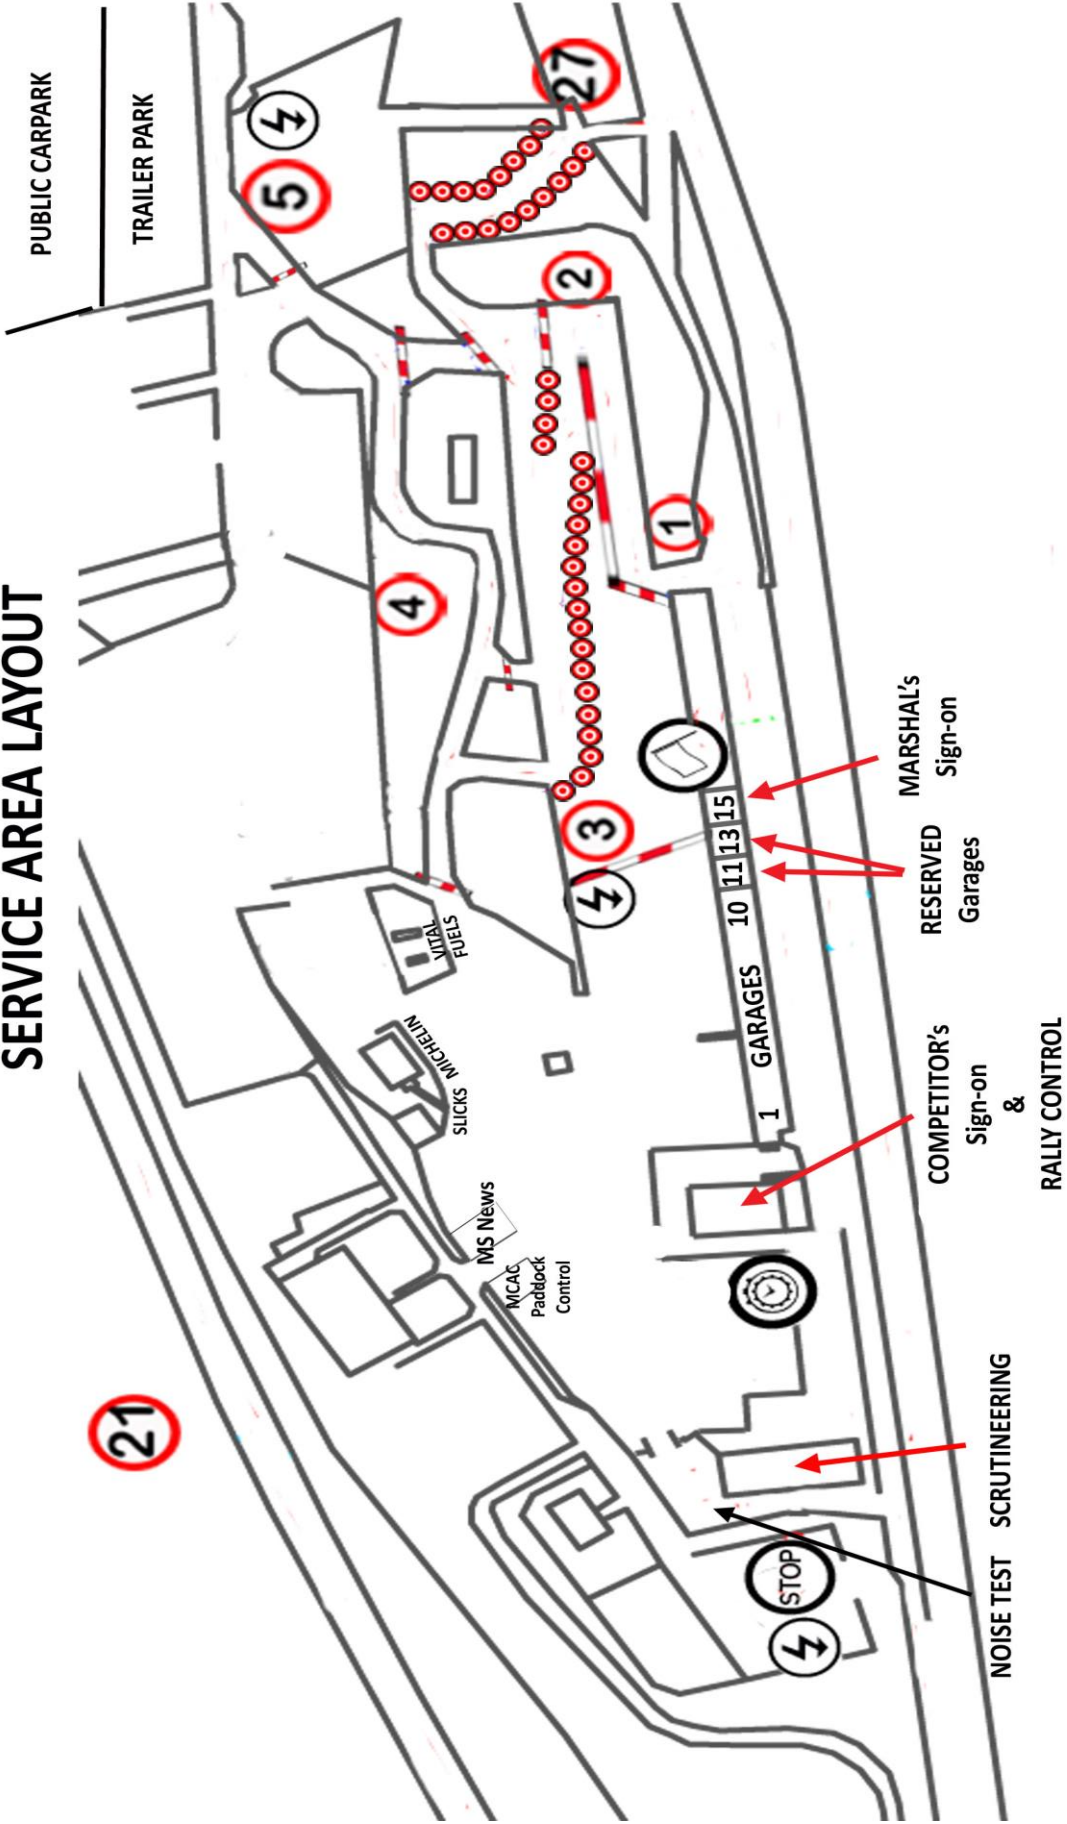 SERVICE AREA LAYOUT
PUBLIC CARPARK
TRAILER PARK
21
5
27
4
2
VITAL
FUELS
MICHELIN
SLICKS
3
1
MS News
MCAC
Paddock
Control
STOP
1
GARAGES
10
11
13
15
NOISE TEST
SCRUTINEERING
COMPETITOR's
Sign-on
&
RALLY CONTROL
RESERVED
Garages
MARSHAL's
Sign-on